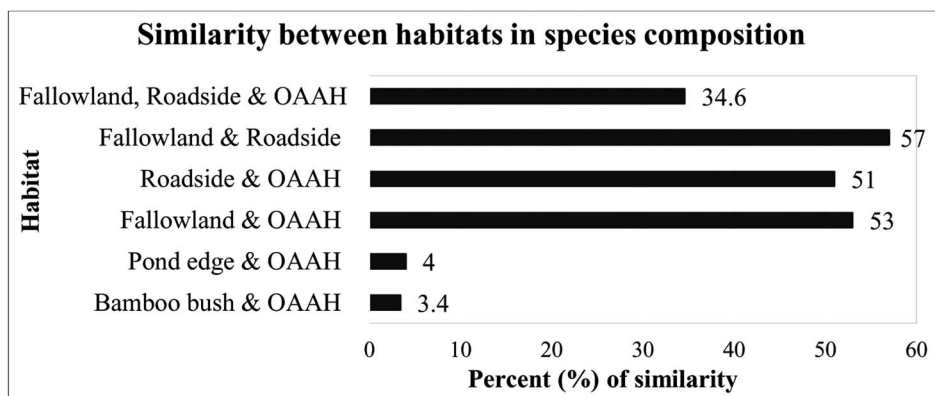 Similarity between habitats in species composition
Habitat
Fallowland, Roadside & OAAH
34.6
Fallowland & Roadside
57
Roadside & OAAH
51
Fallowland & OAAH
53
Pond edge & OAAH
4
Bamboo bush & OAAH
3.4
0 10 20 30 40 50 60
Percent (%) of similarity